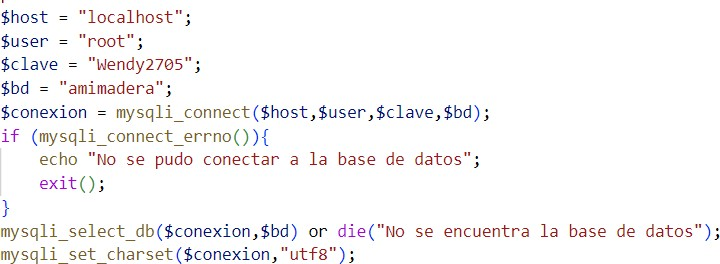 $host = "localhost";
$user = "root";
$clave = "Wendy2705";
$bd = "amimadera";
$conexion = mysqli_connect($host,$user,$clave,$bd);
if (mysqli_connect_errno()){
    echo "No se pudo conectar a la base de datos";
    exit();
}
mysqli_select_db($conexion,$bd) or die("No se encuentra la base de datos");
mysqli_set_charset($conexion,"utf8");